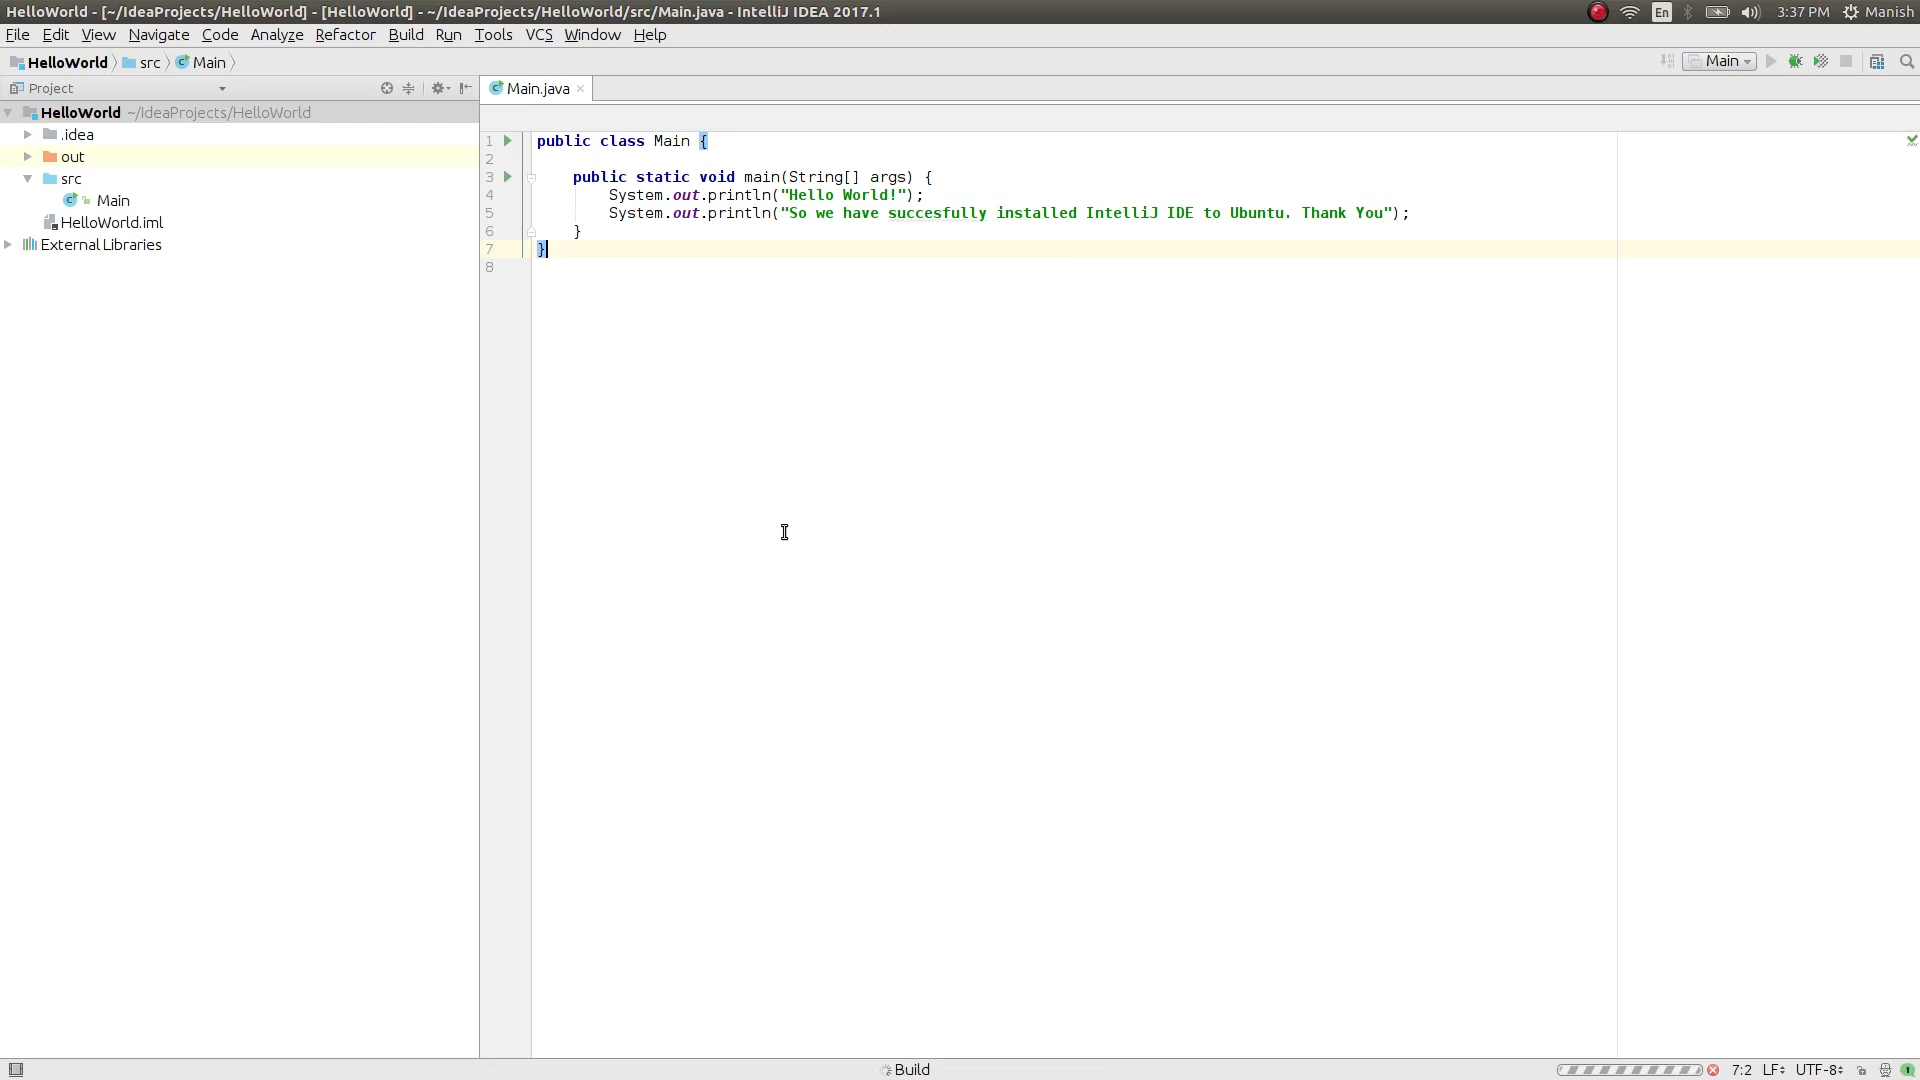 HelloWorld - [~/IdeaProjects/HelloWorld] - [HelloWorld] - ~/IdeaProjects/HelloWorld/src/Main.java - IntelliJ IDEA 2017.1
En
3:37 PM
Manish
File Edit View Navigate Code Analyze Refactor Build Run Tools VCS Window Help
HelloWorld src Main
Main
Project
Main.java
HelloWorld ~/IdeaProjects/HelloWorld
.idea
out
src
Main
HelloWorld.iml
External Libraries
1 public class Main {
2
3 public static void main(String[] args) {
4 System.out.println("Hello World!");
5 System.out.println("So we have succesfully installed IntelliJ IDE to Ubuntu. Thank You");
6 }
7 }
8
Build
7:2 LF UTF-8